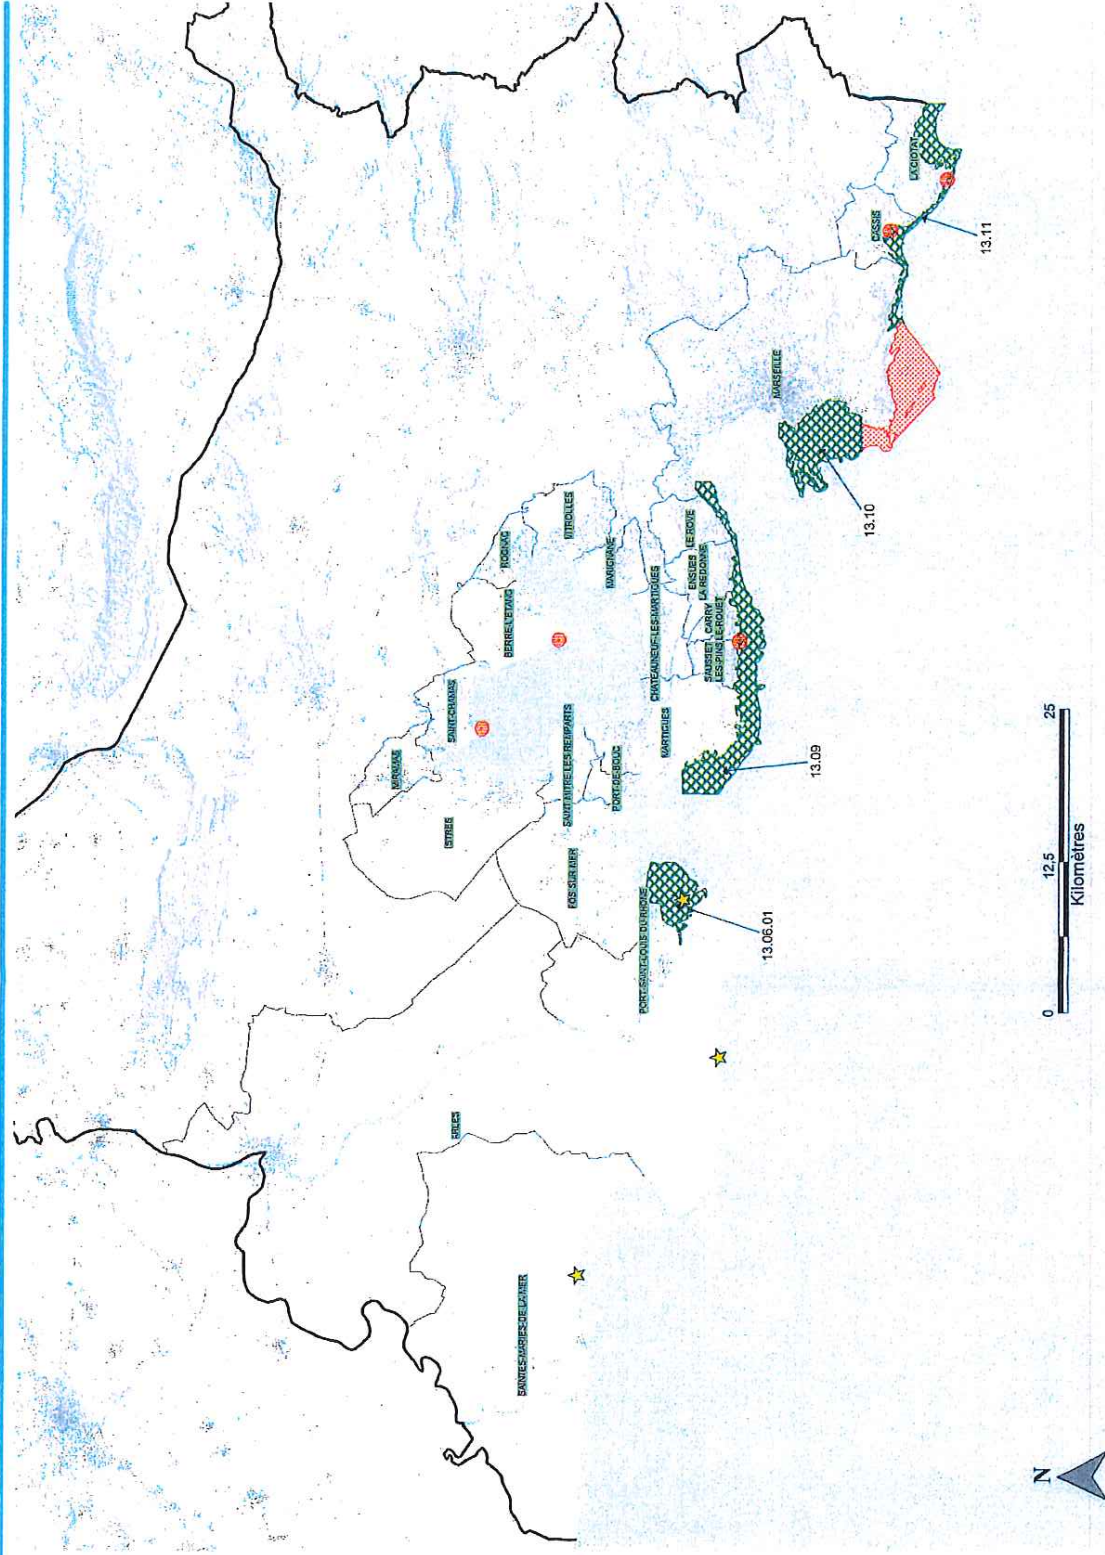 MIRAMAS
ISTRES
SAINT-CHAMAS
ARLES
BERRE-L'ETANG
ROGNAC
SAINTES-MARIES-DE-LA-MER
FOS SUR MER
SAINT MITRE LES REMPARTS
VITROLLES
PORT-DE-BOUC
MARIGNANE
PORT-SAINT-LOUIS-DU-RHONE
MARTIGUES
CHATEAUNEUF-LES-MARTIGUES
ENSUES
LA REDONNE
LE ROVE
SAUSSET
LES-PINS
CARRY
LE-ROUET
MARSEILLE
CASSIS
LA CIOTAT
13.06.01
13.09
13.10
13.11
N
0
12,5
25
Kilomètres